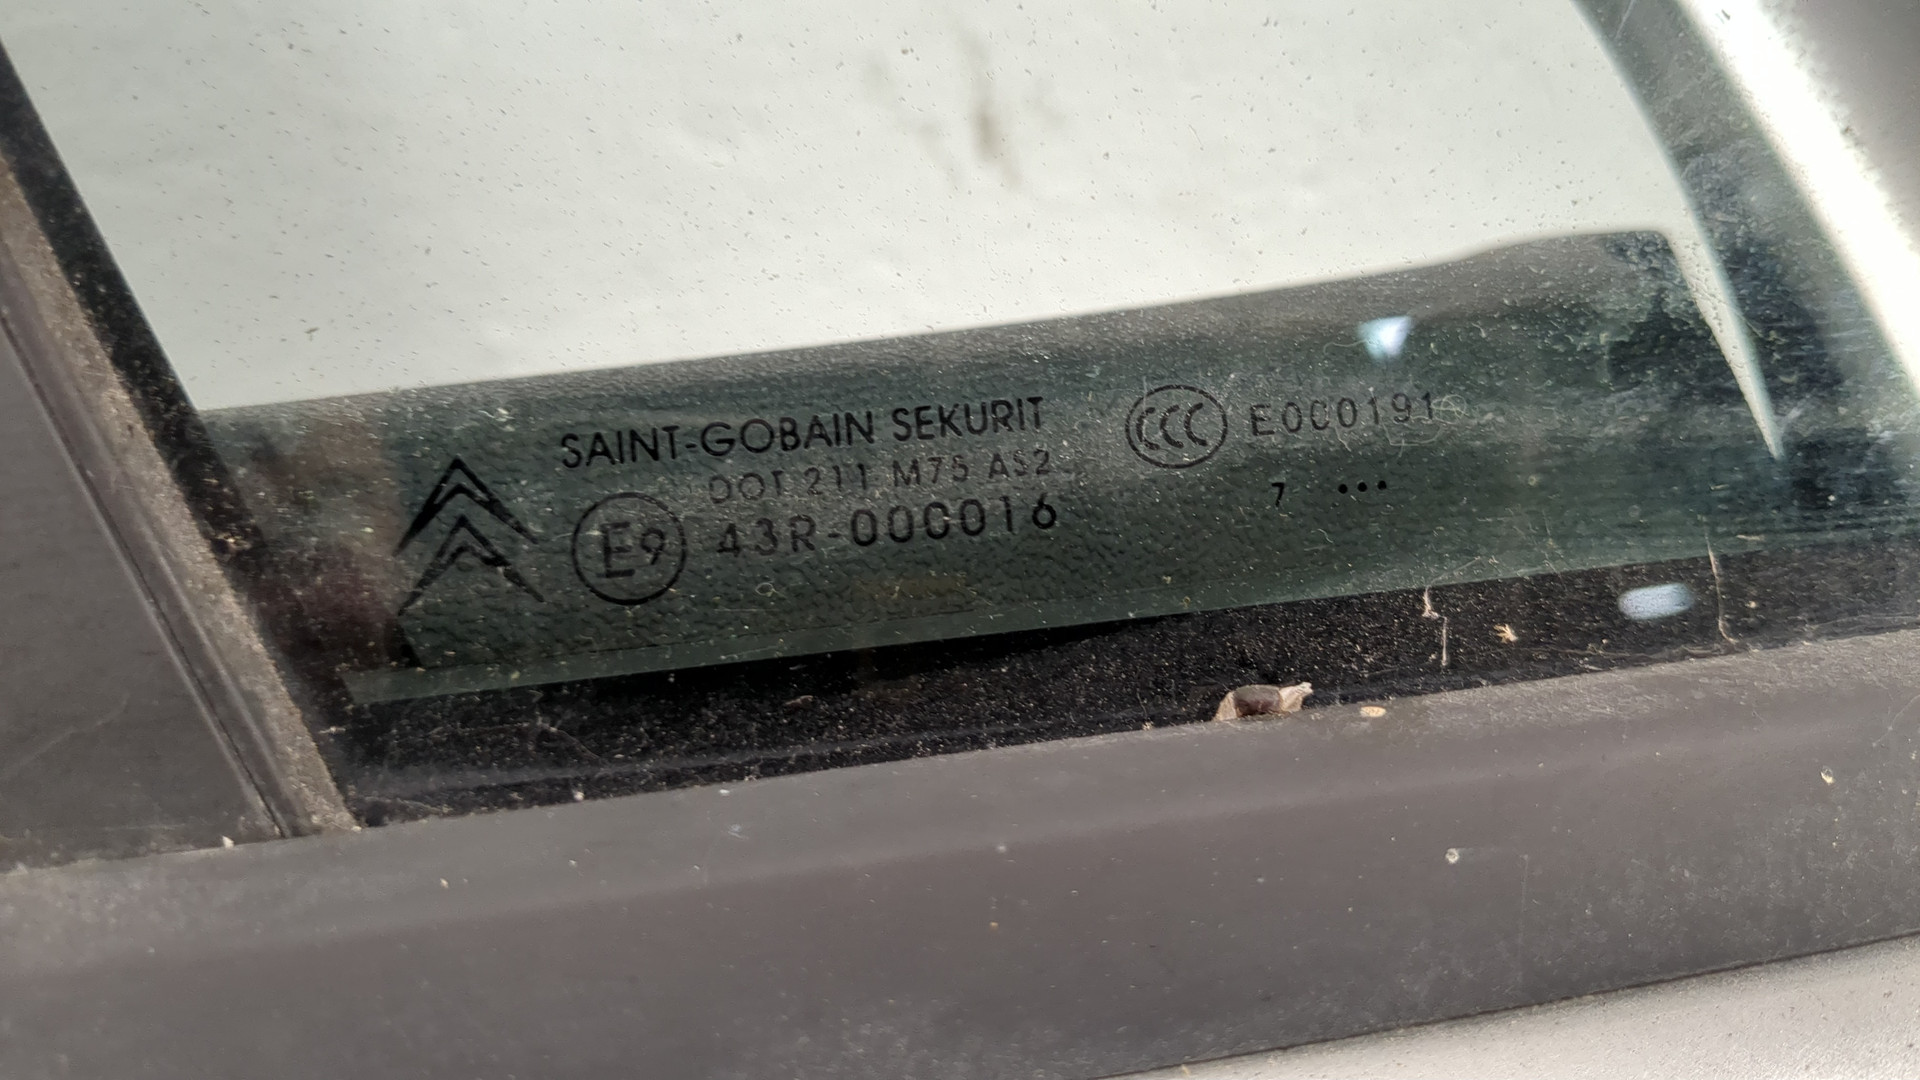 SAINT-GOBAIN SEKURIT
DOT 211 M75 AS2
E9 43R-000016
CCC E000191
7 ...